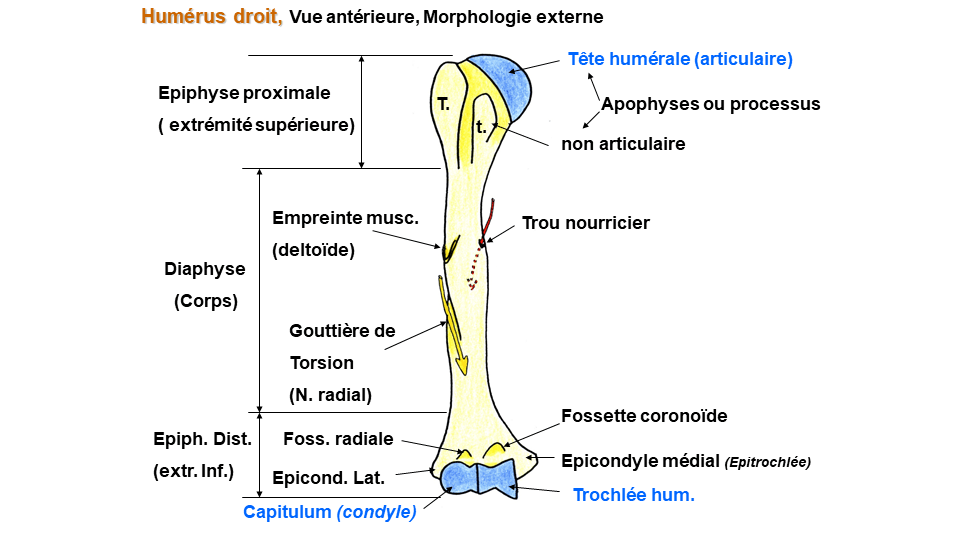 Humérus droit, Vue antérieure, Morphologie externe
Tête humérale (articulaire)
Epiphyse proximale
( extrémité supérieure)
T.
t.
Apophyses ou processus
non articulaire
Empreinte musc.
(deltoïde)
Trou nourricier
Diaphyse
(Corps)
Gouttière de
Torsion
(N. radial)
Fossette coronoïde
Epiph. Dist.
(extr. Inf.)
Foss. radiale
Epicond. Lat.
Epicondyle médial (Epitrochlée)
Trochlée hum.
Capitulum (condyle)